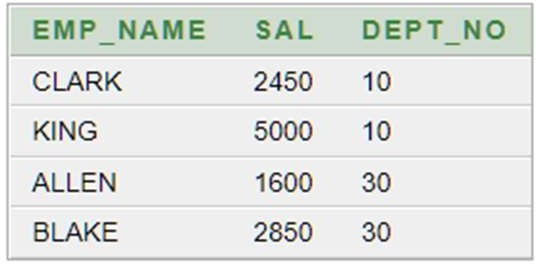 EMP_NAME SAL DEPT_NO
CLARK 2450 10
KING 5000 10
ALLEN 1600 30
BLAKE 2850 30